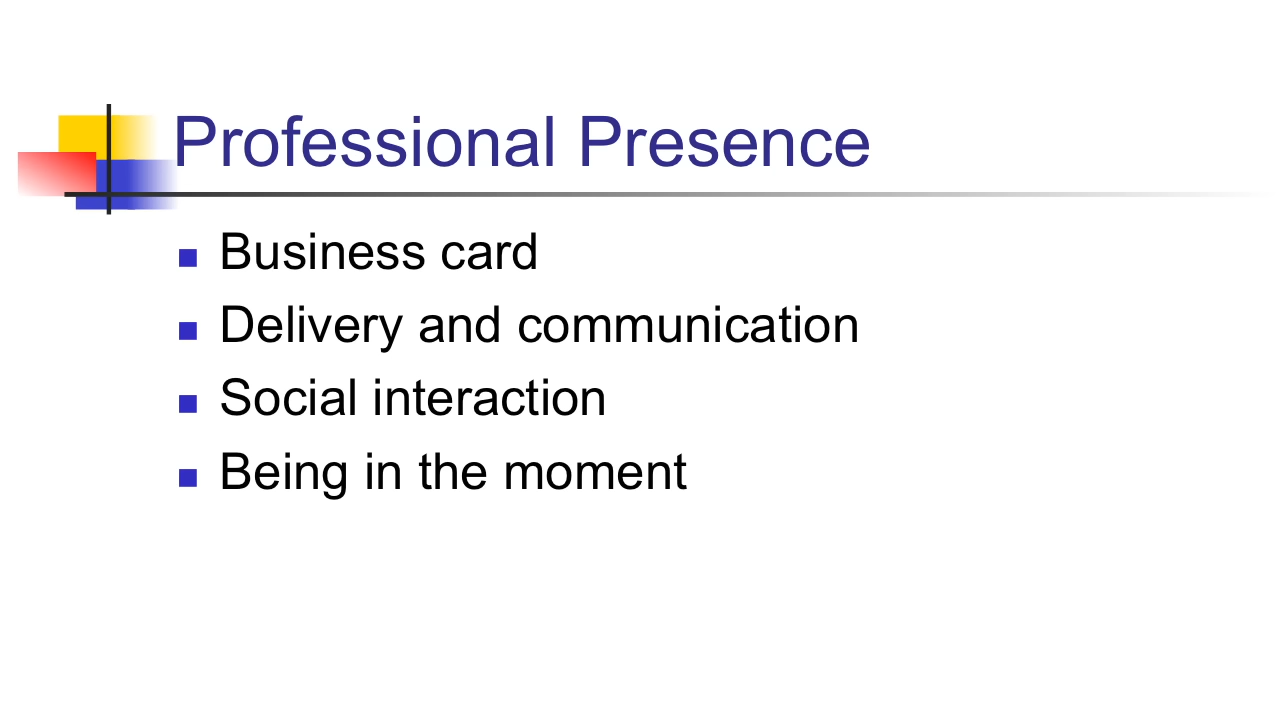 Professional Presence
Business card
Delivery and communication
Social interaction
Being in the moment